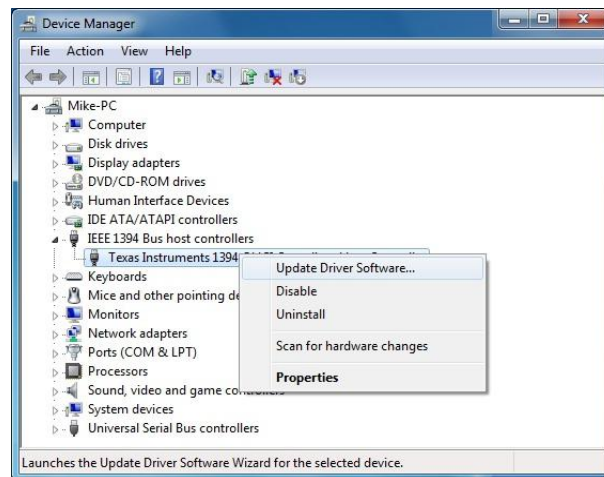 Device Manager
File Action View Help
Mike-PC
Computer
Disk drives
Display adapters
DVD/CD-ROM drives
Human Interface Devices
IDE ATA/ATAPI controllers
IEEE 1394 Bus host controllers
Texas Instruments 1394
Update Driver Software...
Keyboards
Disable
Mice and other pointing de
Uninstall
Monitors
Network adapters
Scan for hardware changes
Ports (COM & LPT)
Processors
Properties
Sound, video and game
System devices
Universal Serial Bus controllers
Launches the Update Driver Software Wizard for the selected device.